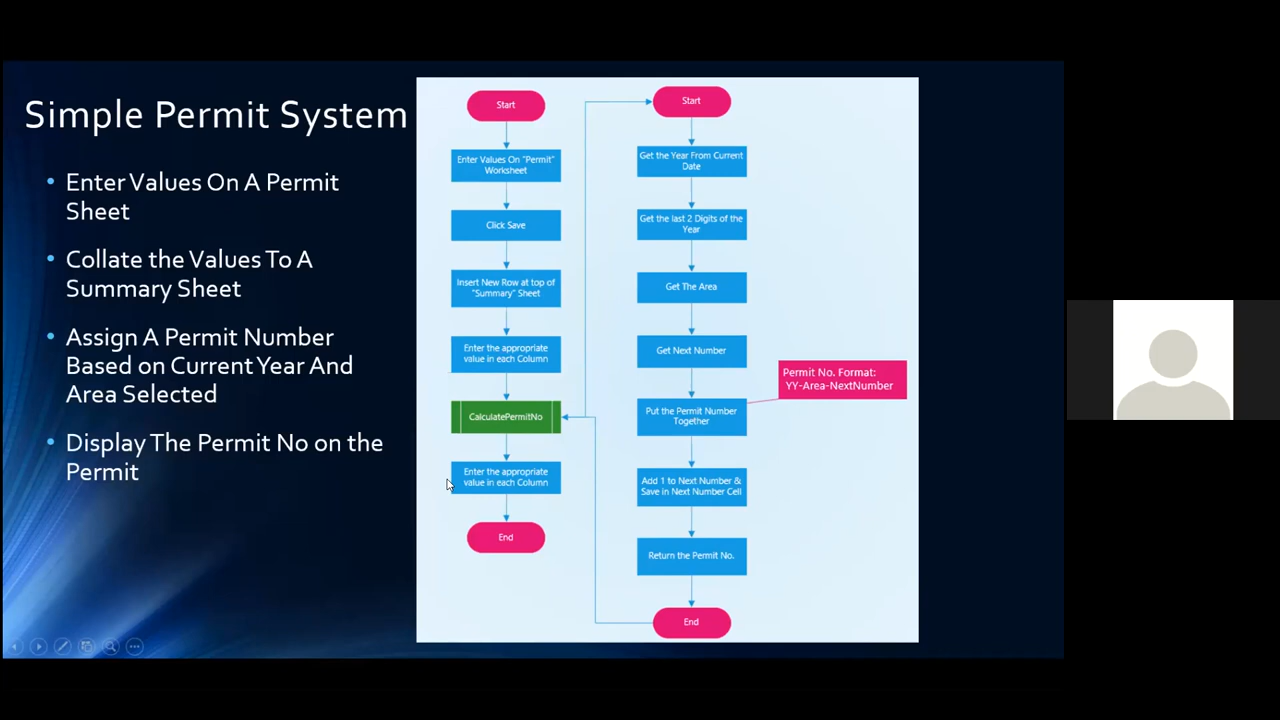 Simple Permit System
• Enter Values On A Permit
Sheet
• Collate the Values To A
Summary Sheet
• Assign A Permit Number
Based on Current Year And
Area Selected
• Display The Permit No on the
Permit
Start
Enter Values On "Permit"
Worksheet
Click Save
Insert New Row at top of
"Summary" Sheet
Enter the appropriate
value in each Column
CalculatePermitNo
Enter the appropriate
value in each Column
End
Start
Get the Year From Current
Date
Get the last 2 Digits of the
Year
Get The Area
Get Next Number
Put the Permit Number
Together
Add 1 to Next Number &
Save in Next Number Cell
Return the Permit No.
End
Permit No. Format:
YY-Area-NextNumber